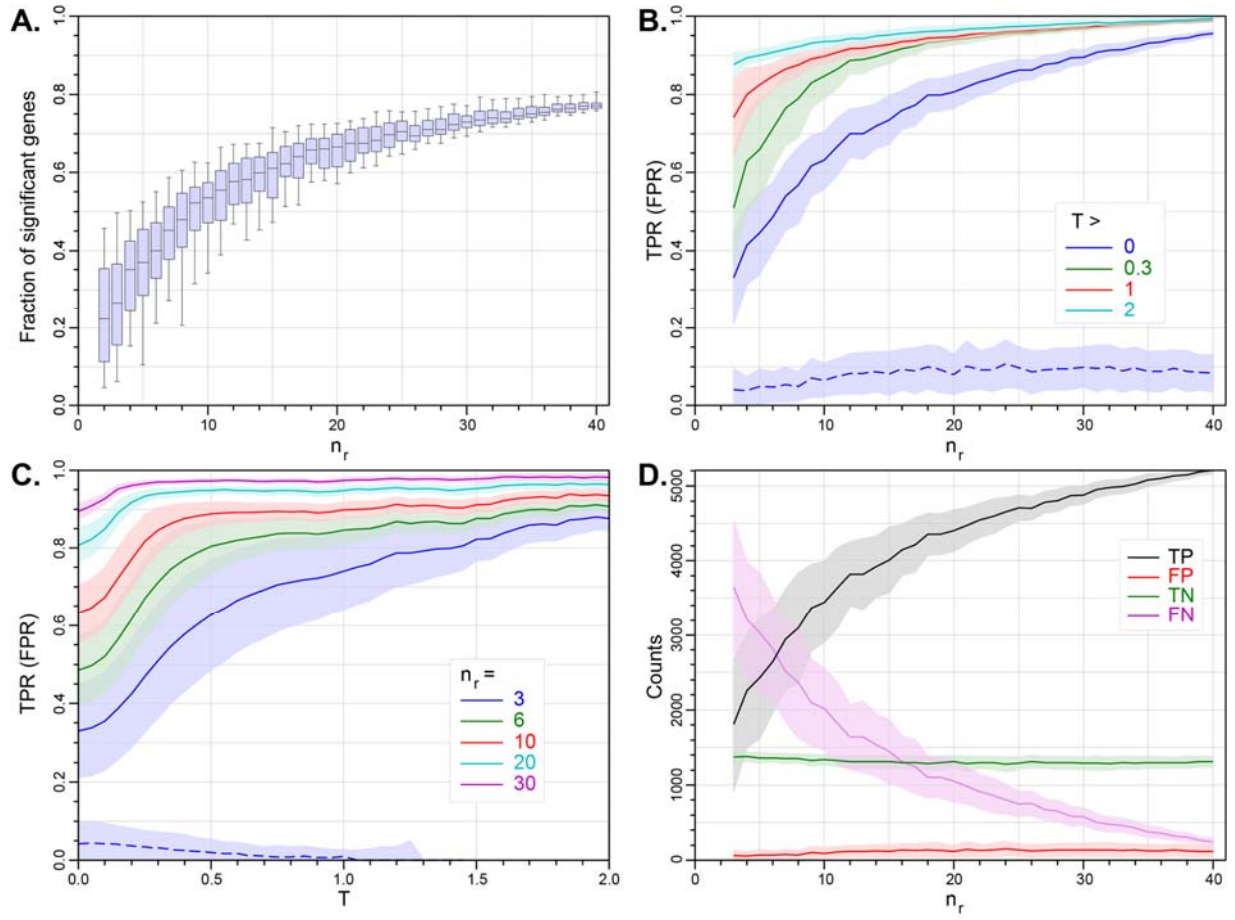 A.
Fraction of significant genes
0.0 0.2 0.4 0.6 0.8 1.0
0 10 20 30 40
nr
B.
TPR (FPR)
0.0 0.2 0.4 0.6 0.8 1.0
0 10 20 30 40
nr
T >
0
0.3
1
2
C.
TPR (FPR)
0.0 0.2 0.4 0.6 0.8 1.0
0.0 0.5 1.0 1.5 2.0
T
nr =
3
6
10
20
30
D.
Counts
0 1000 2000 3000 4000 5000
0 10 20 30 40
nr
TP
FP
TN
FN